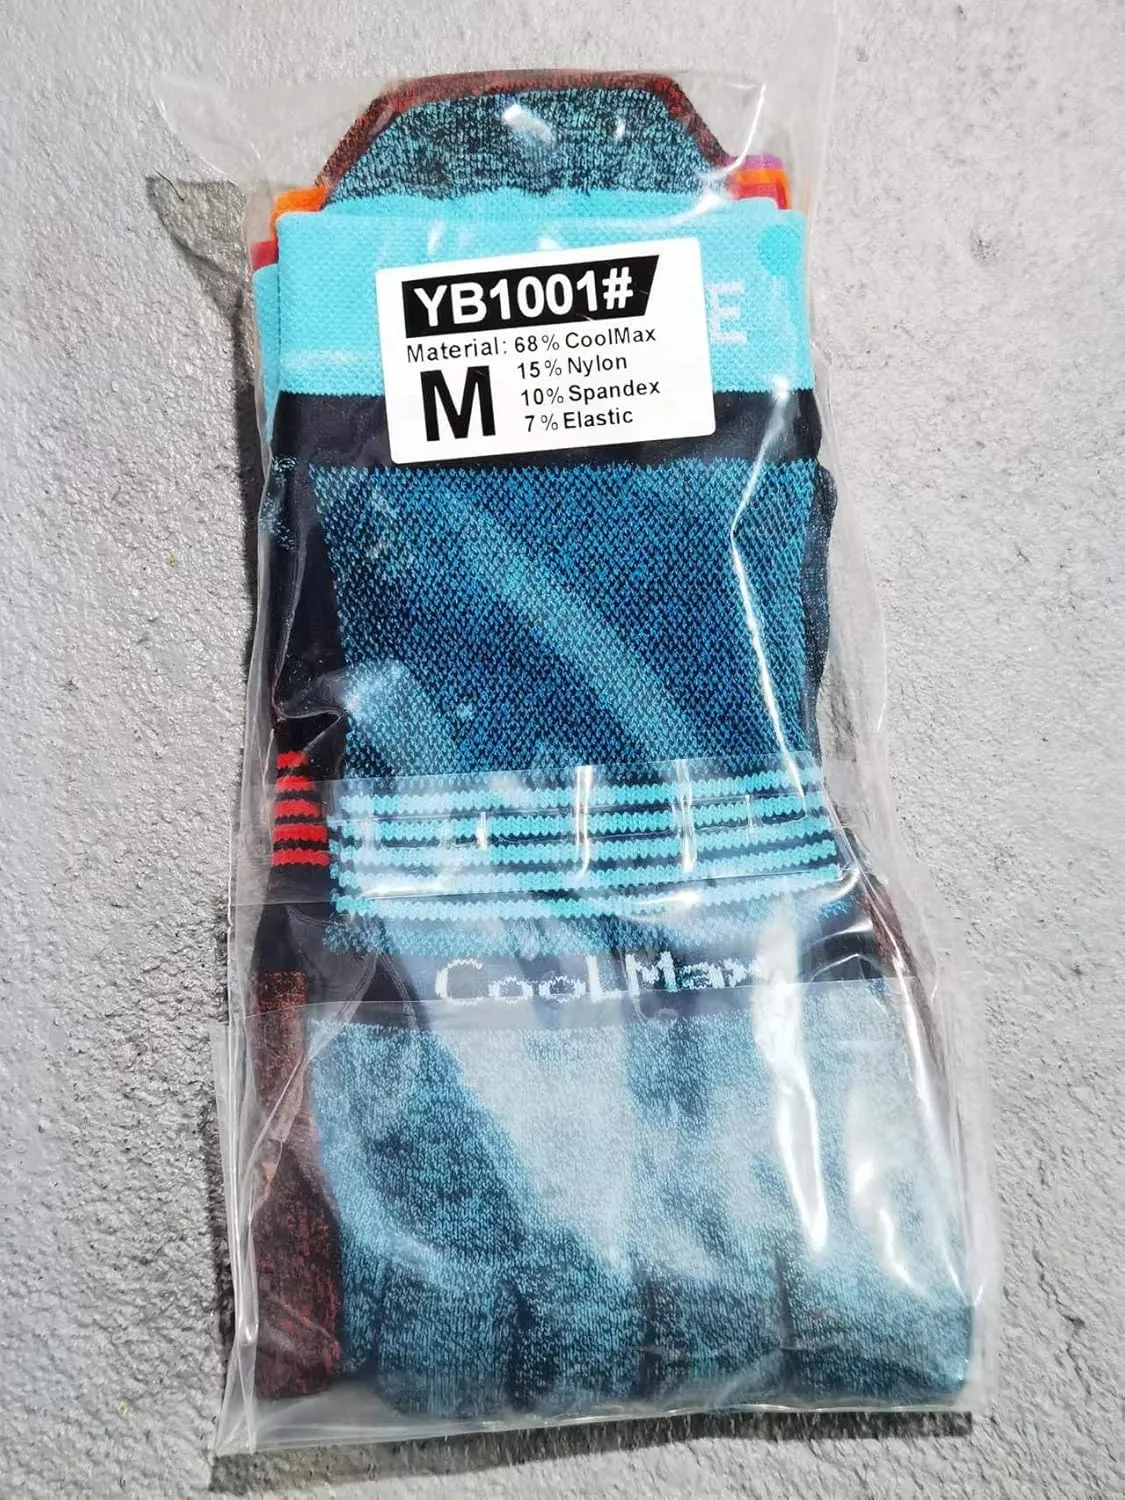 YB1001#
Material: 68% CoolMax
M
15% Nylon
10% Spandex
7% Elastic
E
CooLMax